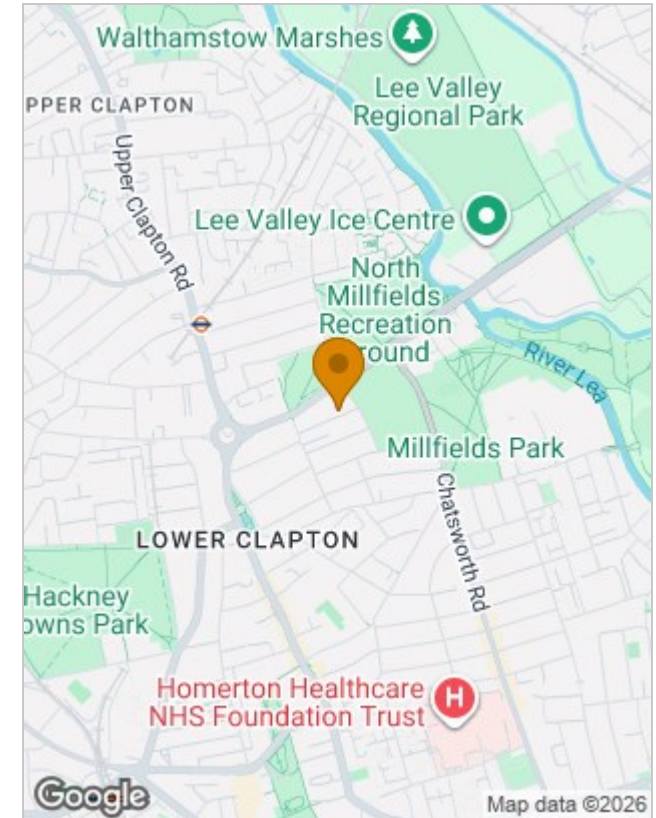 Walthamstow Marshes
Lee Valley
Regional Park
PPER CLAPTON
Upper Clapton Rd
Lee Valley Ice Centre
North
Millfields
Recreation
round
River Lea
Millfields Park
Chatsworth Rd
LOWER CLAPTON
Hackney
owns Park
Homerton Healthcare
NHS Foundation Trust
H
Google
Map data ©2026